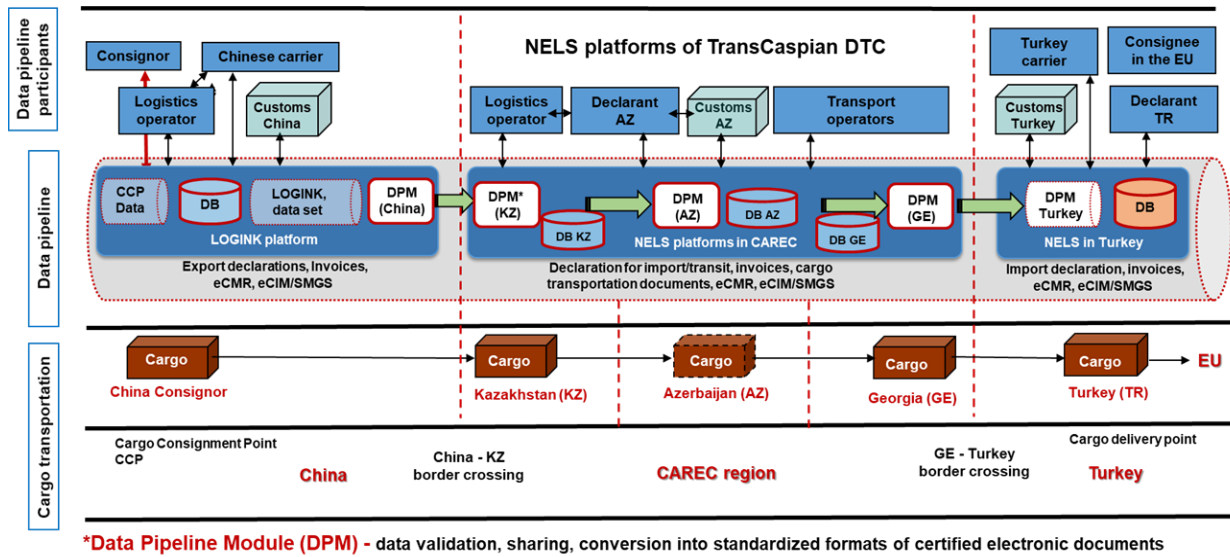 Data pipeline
participants
NELS platforms of TransCaspian DTC
Consignor
Chinese carrier
Logistics
operator
Customs
China
Logistics
operator
Declarant
AZ
Customs
AZ
Transport
operators
Turkey
carrier
Consignee
in the EU
Customs
Turkey
Declarant
TR
Data pipeline
CCP
Data
DB
LOGINK,
data set
DPM
(China)
LOGINK platform
DPM*
(KZ)
DB KZ
DPM
(AZ)
DB AZ
DB GE
DPM
(GE)
NELS platforms in CAREC
DPM
Turkey
DB
NELS in Turkey
Export declarations, Invoices,
eCMR, eCIM/SMGS
Declaration for import/transit, invoices, cargo
transportation documents, eCMR, eCIM/SMGS
Import declaration, invoices,
eCMR, eCIM/SMGS
Cargo transportation
Cargo
Cargo
Cargo
Cargo
Cargo
EU
China Consignor
Kazakhstan (KZ)
Azerbaijan (AZ)
Georgia (GE)
Turkey (TR)
Cargo Consignment Point
CCP
China
China - KZ
border crossing
CAREC region
GE - Turkey
border crossing
Cargo delivery point
Turkey
*Data Pipeline Module (DPM) - data validation, sharing, conversion into standardized formats of certified electronic documents